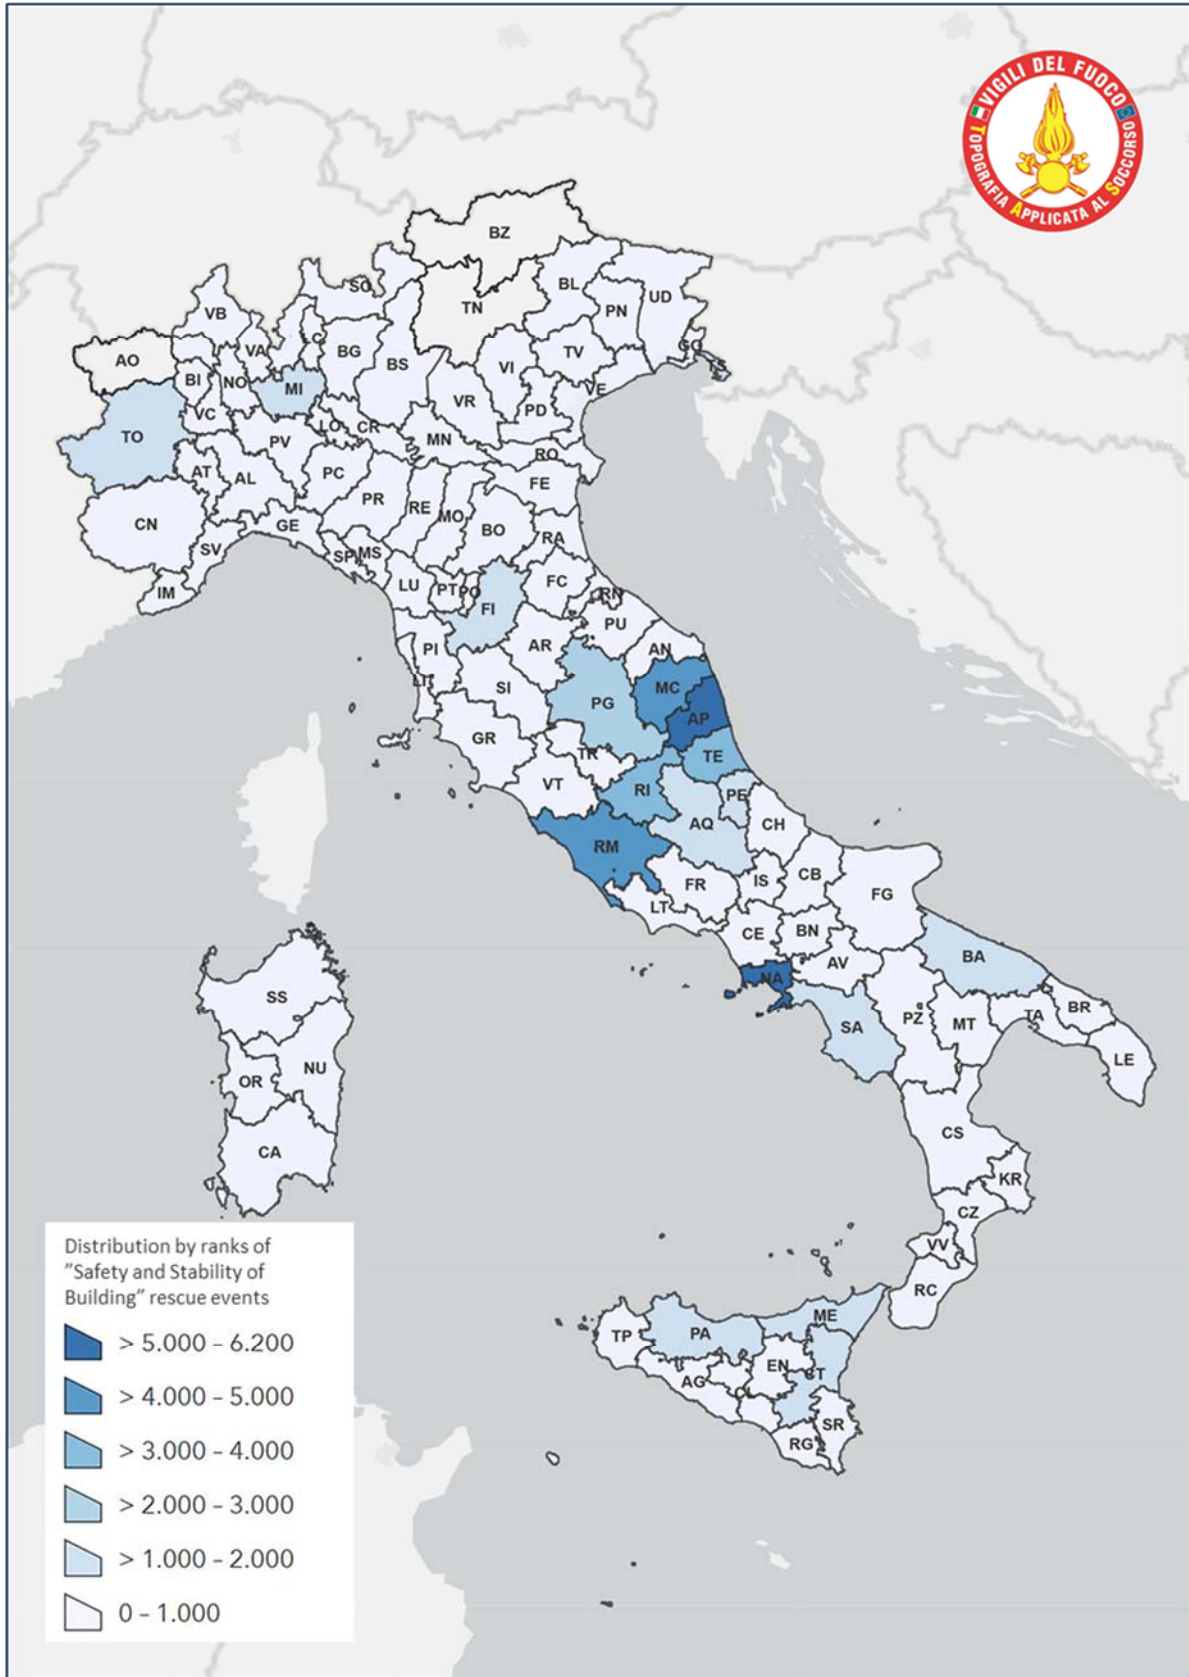 VIGILI DEL FUOCO
TOPOGRAFIA APPLICATA AL SOCCORSO
BZ
SO
BL
TN
UD
VB
PN
LC
GO
AO
VA
BG
TV
TS
BS
VI
BI
NO
MI
VE
VR
PD
VC
TO
LO
CR
PV
MN
RO
AT
AL
PC
FE
PR
RE
MO
CN
GE
BO
RA
SV
SP
MS
FC
LU
PT
PO
IM
RN
FI
PU
AR
AN
PI
LI
SI
MC
PG
AP
GR
TR
TE
VT
RI
PE
AQ
CH
RM
IS
CB
FR
FG
LT
CE
BN
BA
AV
NA
SS
BR
PZ
TA
SA
MT
LE
NU
OR
CS
CA
KR
CZ
VV
RC
ME
PA
TP
EN
CT
AG
SR
RG
Distribution by ranks of
"Safety and Stability of
Building" rescue events
> 5.000 – 6.200
> 4.000 – 5.000
> 3.000 – 4.000
> 2.000 – 3.000
> 1.000 – 2.000
0 – 1.000